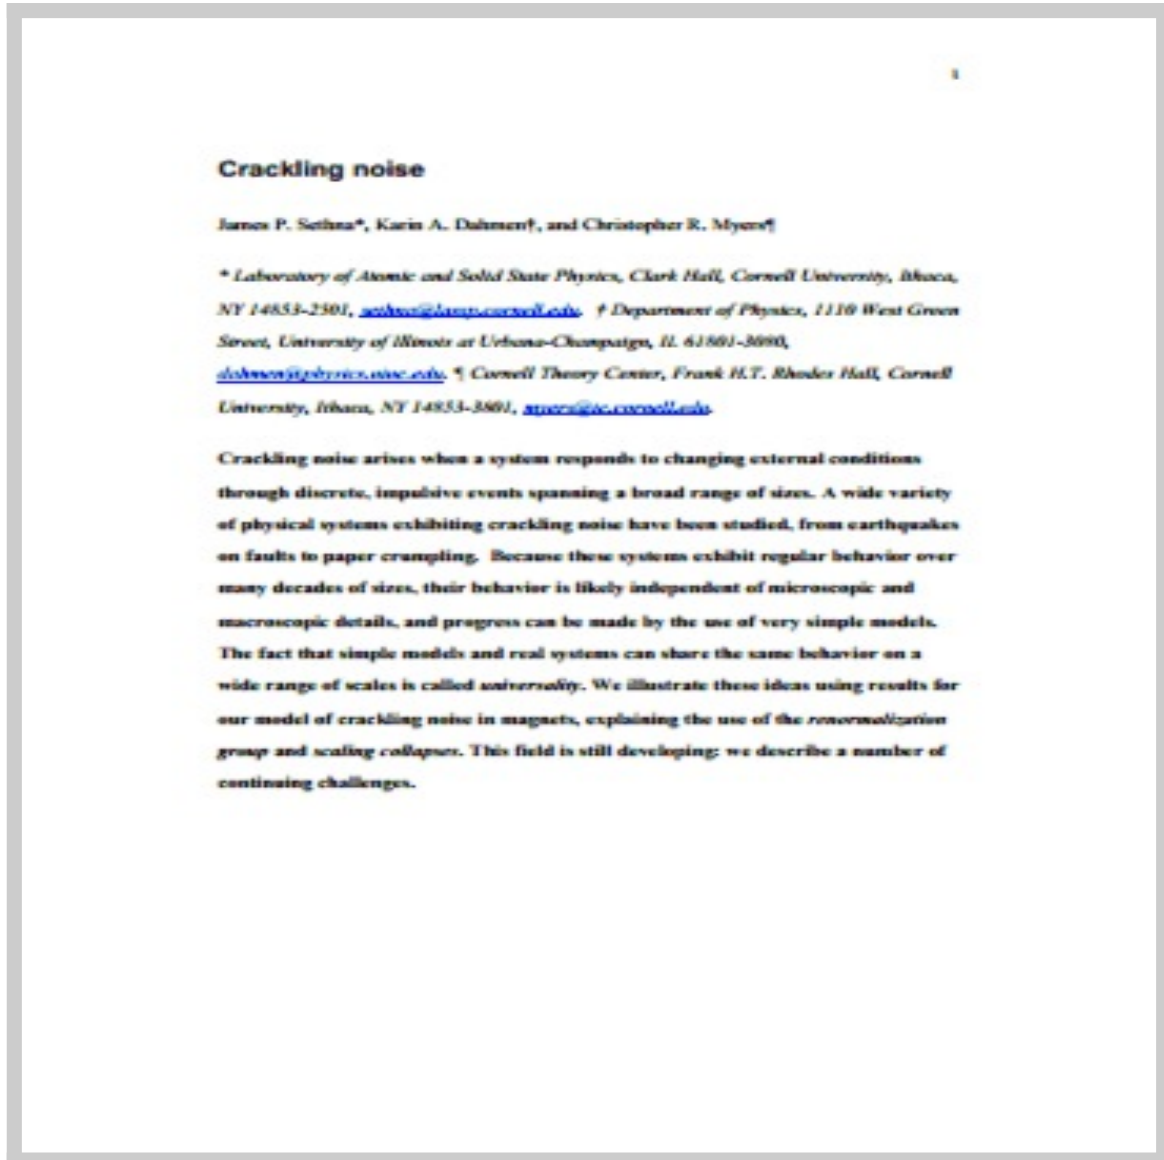 1
Crackling noise
James P. Sethna*, Karin A. Dahmen†, and Christopher R. Myers¶
* Laboratory of Atomic and Solid State Physics, Clark Hall, Cornell University, Ithaca,
NY 14853-2501, sethna@lassp.cornell.edu. † Department of Physics, 1110 West Green
Street, University of Illinois at Urbana-Champaign, IL 61801-3080,
dahmen@physics.uiuc.edu. ¶ Cornell Theory Center, Frank H.T. Rhodes Hall, Cornell
University, Ithaca, NY 14853-3801, myers@tc.cornell.edu.
Crackling noise arises when a system responds to changing external conditions
through discrete, impulsive events spanning a broad range of sizes. A wide variety
of physical systems exhibiting crackling noise have been studied, from earthquakes
on faults to paper crumpling. Because these systems exhibit regular behavior over
many decades of sizes, their behavior is likely independent of microscopic and
macroscopic details, and progress can be made by the use of very simple models.
The fact that simple models and real systems can share the same behavior on a
wide range of scales is called universality. We illustrate these ideas using results for
our model of crackling noise in magnets, explaining the use of the renormalization
group and scaling collapses. This field is still developing: we describe a number of
continuing challenges.